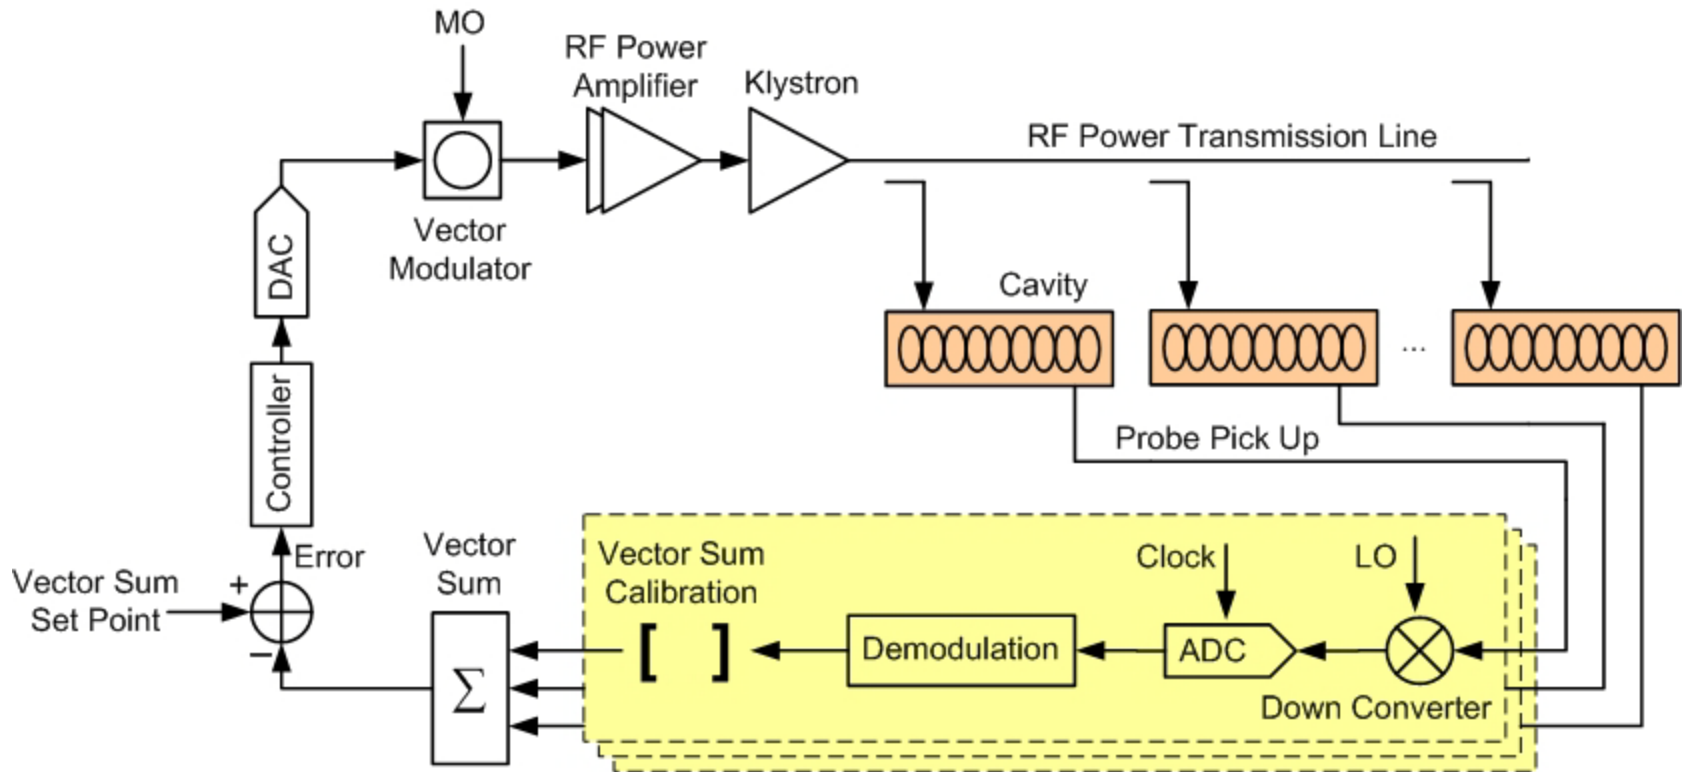 MO
RF Power
Amplifier
Klystron
RF Power Transmission Line
Vector
Modulator
DAC
Cavity
...
Controller
Probe Pick Up
Error
Vector Sum
Set Point
+
−
Vector
Sum
Σ
Vector Sum
Calibration
[ ]
Demodulation
Clock
ADC
LO
Down Converter